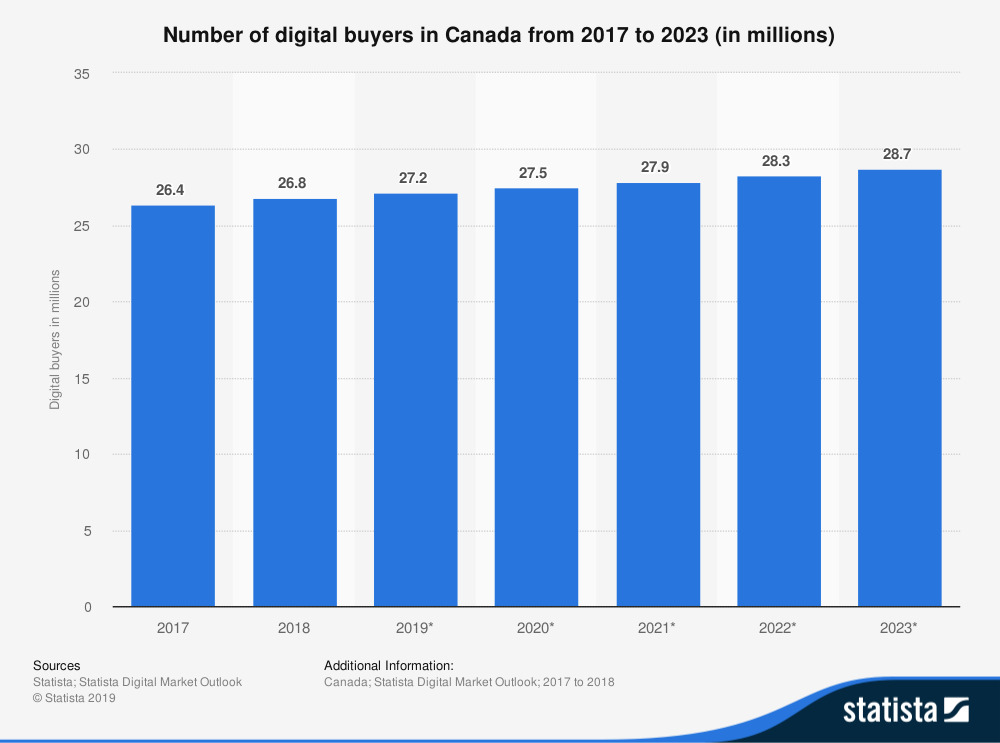 Number of digital buyers in Canada from 2017 to 2023 (in millions)
35
30
25
20
15
10
5
0
Digital buyers in millions
26.4
26.8
27.2
27.5
27.9
28.3
28.7
2017
2018
2019*
2020*
2021*
2022*
2023*
Sources
Statista; Statista Digital Market Outlook
© Statista 2019
Additional Information:
Canada; Statista Digital Market Outlook; 2017 to 2018
statista